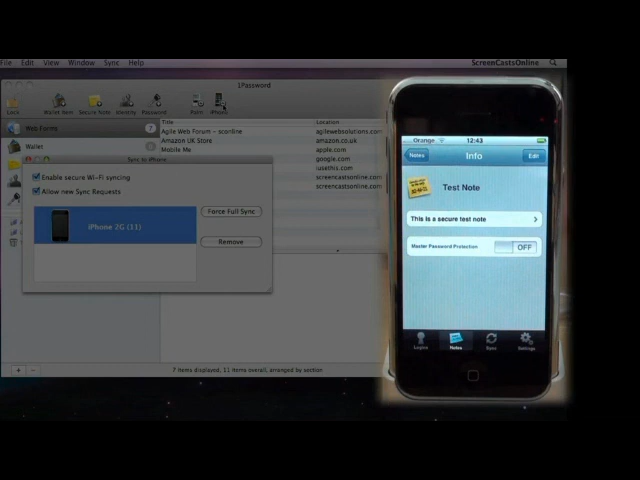 File Edit View Window Sync Help ScreenCastsOnline
1Password
Lock Wallet Item Secure Note Identity Password Palm iPhone
Title Location
Web Forms 7
Agile Web Forum - sconline agilewebsolutions.com
Amazon UK Store amazon.co.uk
Mobile Me apple.com
google.com
iusethis.com
screencastsonline.com
screencastsonline.com
Wallet
Sync to iPhone
Enable secure Wi-Fi syncing
Allow new Sync Requests
iPhone 2G (11)
Force Full Sync
Remove
7 items displayed, 11 items overall, arranged by section
Orange 12:43
Notes Info Edit
Test Note
This is a secure test note
Master Password Protection OFF
Logins Notes Sync Settings